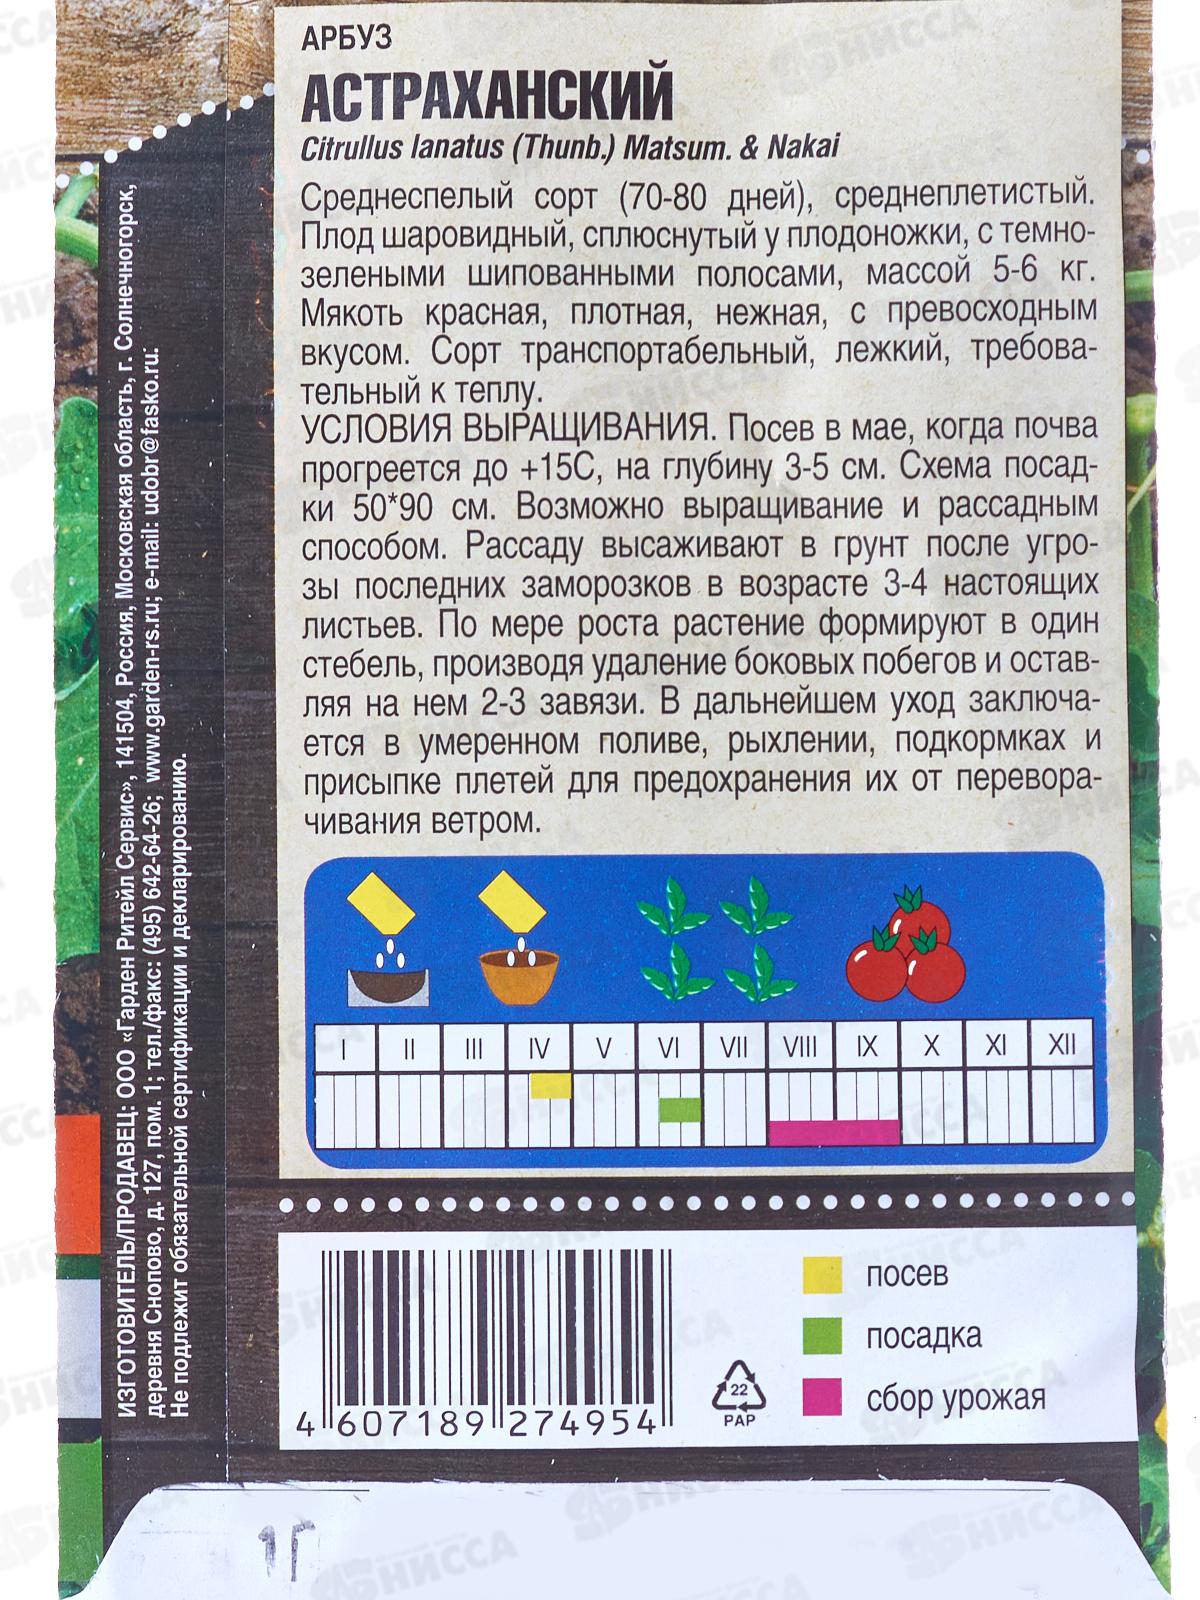 АРБУЗ
АСТРАХАНСКИЙ
Citrullus lanatus (Thunb.) Matsum. & Nakai
Среднеспелый сорт (70-80 дней), среднеплетистый.
Плод шаровидный, сплюснутый у плодоножки, с темно-
зелеными шипованными полосами, массой 5-6 кг.
Мякоть красная, плотная, нежная, с превосходным
вкусом. Сорт транспортабельный, лежкий, требова-
тельный к теплу.
УСЛОВИЯ ВЫРАЩИВАНИЯ. Посев в мае, когда почва
прогреется до +15С, на глубину 3-5 см. Схема посад-
ки 50*90 см. Возможно выращивание и рассадным
способом. Рассаду высаживают в грунт после угро-
зы последних заморозков в возрасте 3-4 настоящих
листьев. По мере роста растение формируют в один
стебель, производя удаление боковых побегов и остав-
ляя на нем 2-3 завязи. В дальнейшем уход заключа-
ется в умеренном поливе, рыхлении, подкормках и
присыпке плетей для предохранения их от перевора-
чивания ветром.
I II III IV V VI VII VIII IX X XI XII
посев
посадка
сбор урожая
22
PAP
4 607189 274954
1Г
ИЗГОТОВИТЕЛЬ/ПРОДАВЕЦ: ООО «Гарден Ритейл Сервис», 141504, Россия, Московская область, г. Солнечногорск,
деревня Снопово, д. 127, пом. 1; тел./факс: (495) 642-64-26; www.garden-rs.ru; e-mail: udobr@fasko.ru.
Не подлежит обязательной сертификации и декларированию.
НИССА